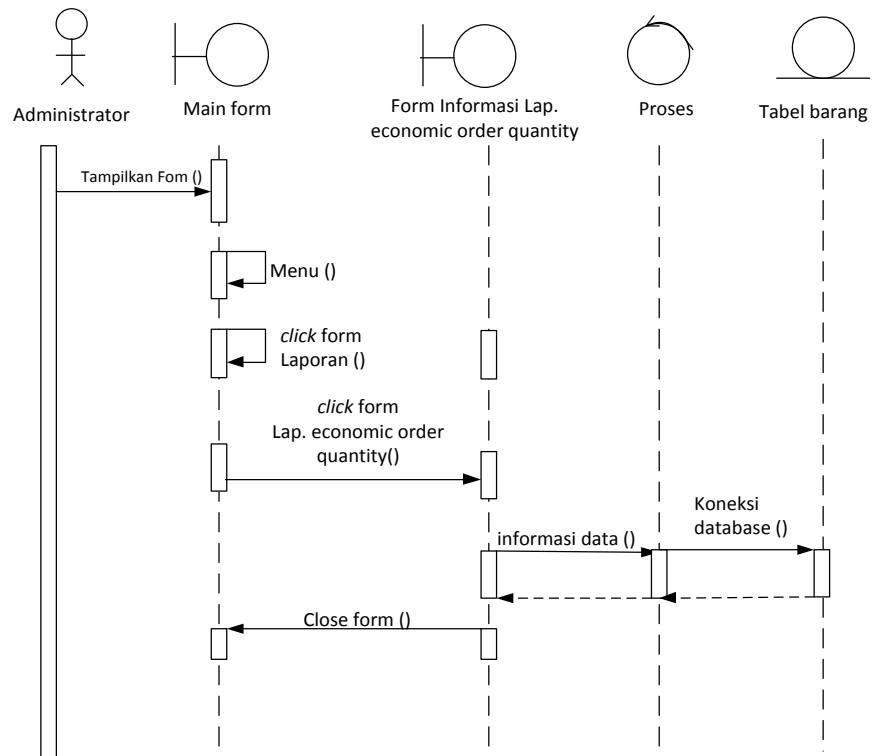 Administrator
Main form
Form Informasi Lap.
economic order quantity
Proses
Tabel barang
Tampilkan Fom ()
Menu ()
click form
Laporan ()
click form
Lap. economic order
quantity()
Koneksi
database ()
informasi data ()
Close form ()